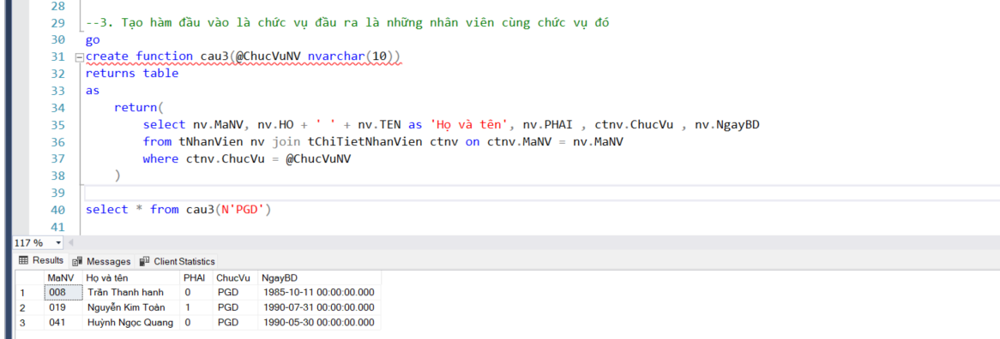 28
29 --3. Tạo hàm đầu vào là chức vụ đầu ra là những nhân viên cùng chức vụ đó
30 go
31 create function cau3(@ChucVuNV nvarchar(10))
32 returns table
33 as
34 return(
35 select nv.MaNV, nv.HO + ' ' + nv.TEN as 'Họ và tên', nv.PHAI , ctnv.ChucVu , nv.NgayBD
36 from tNhanVien nv join tChiTietNhanVien ctnv on ctnv.MaNV = nv.MaNV
37 where ctnv.ChucVu = @ChucVuNV
38 )
39
40 select * from cau3(N'PGD')
41
117 %
Results Messages Client Statistics
MaNV Họ và tên PHAI ChucVu NgayBD
1 008 Trần Thanh hanh 0 PGD 1985-10-11 00:00:00.000
2 019 Nguyễn Kim Toàn 1 PGD 1990-07-31 00:00:00.000
3 041 Huỳnh Ngọc Quang 0 PGD 1990-05-30 00:00:00.000